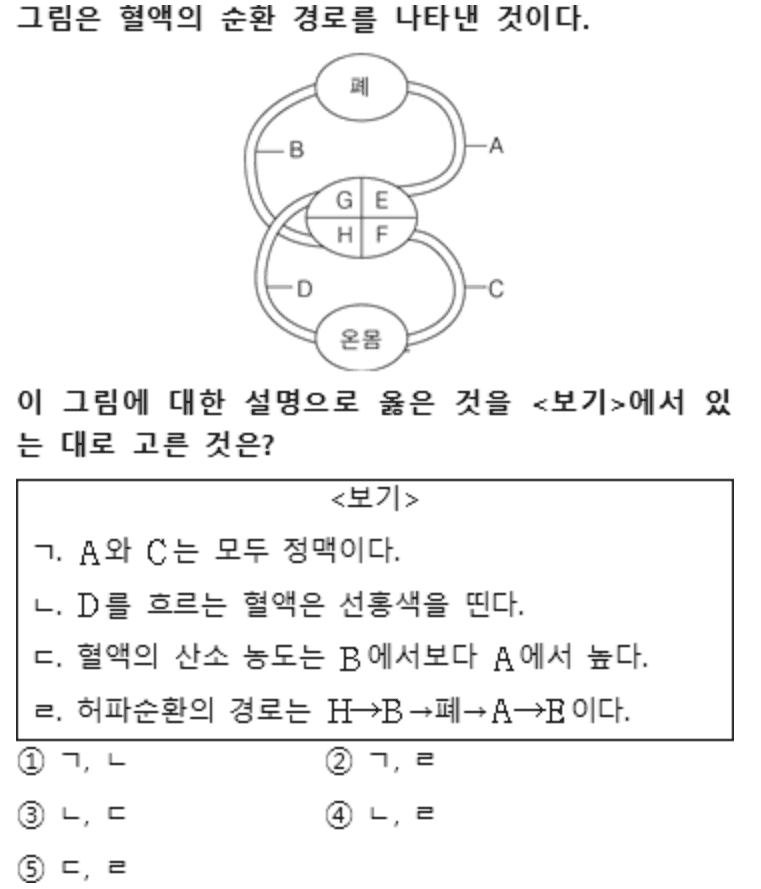 그림은 혈액의 순환 경로를 나타낸 것이다.
폐
B
A
G
E
H
F
D
C
온몸
이 그림에 대한 설명으로 옳은 것을 <보기>에서 있
는 대로 고른 것은?
<보기>
ㄱ. A와 C는 모두 정맥이다.
ㄴ. D를 흐르는 혈액은 선홍색을 띤다.
ㄷ. 혈액의 산소 농도는 B에서보다 A에서 높다.
ㄹ. 허파순환의 경로는 H→B→폐→A→E이다.
① ㄱ, ㄴ ② ㄱ, ㄹ
③ ㄴ, ㄷ ④ ㄴ, ㄹ
⑤ ㄷ, ㄹ